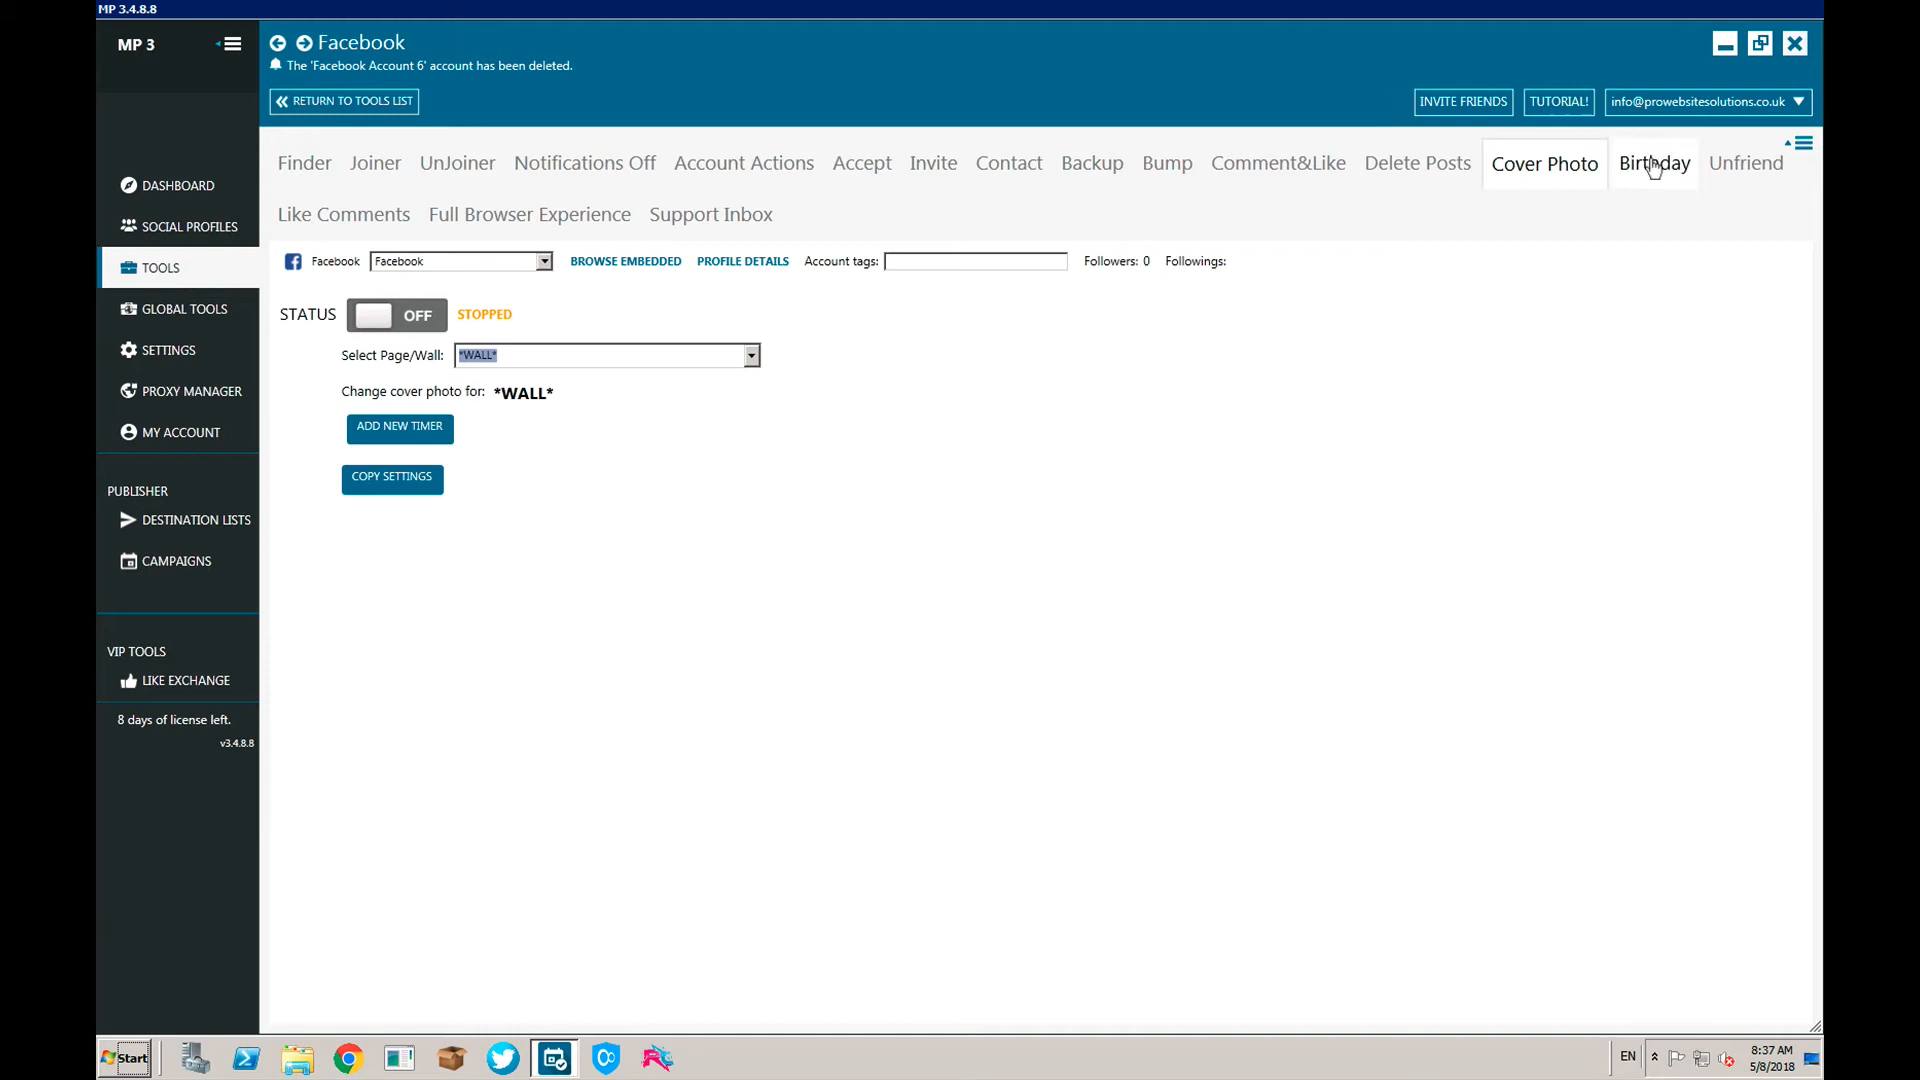 MP 3.4.8.8
MP 3
Facebook
The 'Facebook Account 6' account has been deleted.
RETURN TO TOOLS LIST
INVITE FRIENDS
TUTORIAL!
info@prowebsitesolutions.co.uk
Finder Joiner UnJoiner Notifications Off Account Actions Accept Invite Contact Backup Bump Comment&Like Delete Posts Cover Photo Birthday Unfriend
Like Comments Full Browser Experience Support Inbox
Facebook Facebook BROWSE EMBEDDED PROFILE DETAILS Account tags: Followers: 0 Followings:
STATUS OFF STOPPED
Select Page/Wall: *WALL*
Change cover photo for: *WALL*
ADD NEW TIMER
COPY SETTINGS
DASHBOARD
SOCIAL PROFILES
TOOLS
GLOBAL TOOLS
SETTINGS
PROXY MANAGER
MY ACCOUNT
PUBLISHER
DESTINATION LISTS
CAMPAIGNS
VIP TOOLS
LIKE EXCHANGE
8 days of license left.
v3.4.8.8
Start
EN
8:37 AM
5/8/2018